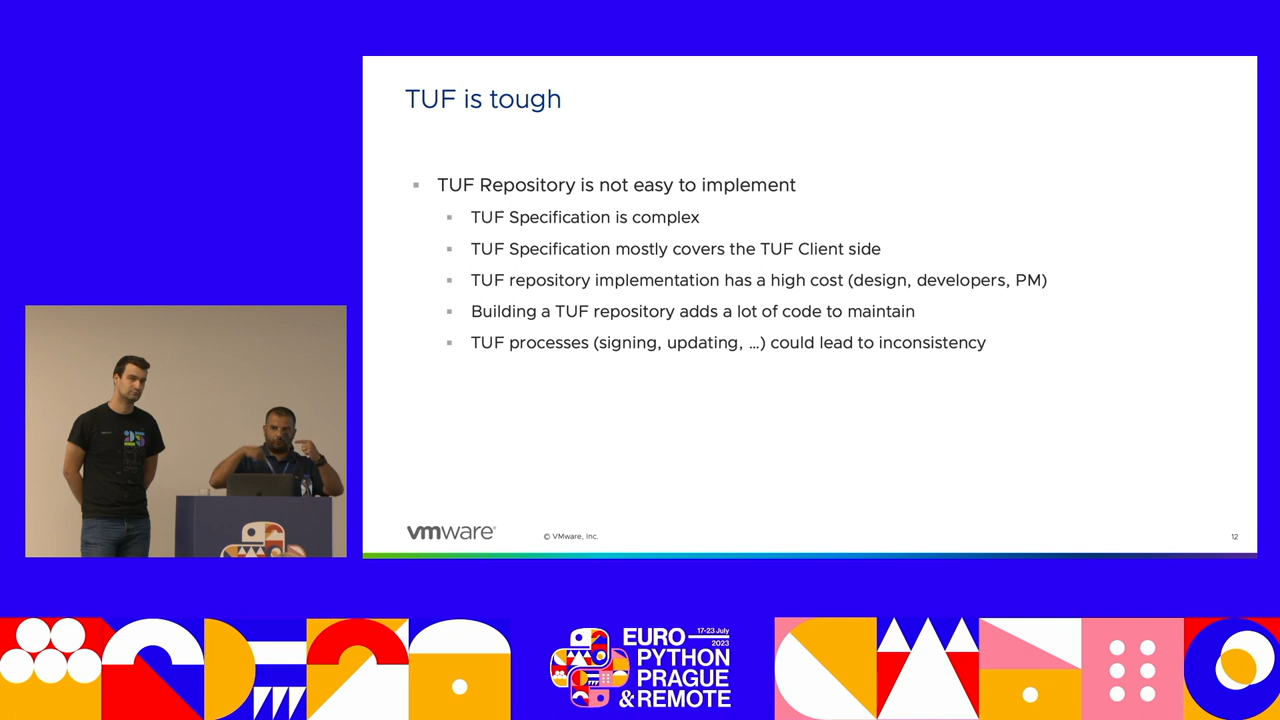 TUF is tough
TUF Repository is not easy to implement
TUF Specification is complex
TUF Specification mostly covers the TUF Client side
TUF repository implementation has a high cost (design, developers, PM)
Building a TUF repository adds a lot of code to maintain
TUF processes (signing, updating, ...) could lead to inconsistency
vmware®
© VMware, Inc.
12
25
EURO 17-23 July 2023
PYTHON
PRAGUE
& REMOTE